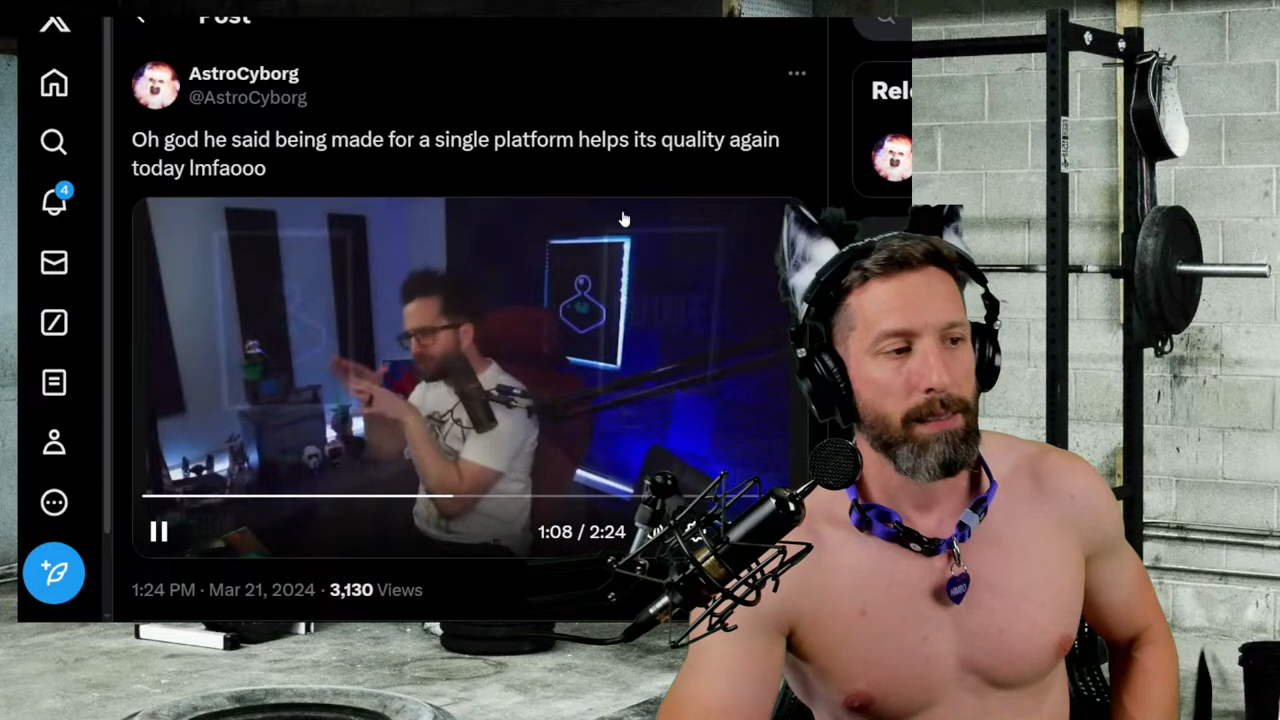 Post
AstroCyborg
@AstroCyborg
Oh god he said being made for a single platform helps its quality again
today lmfaooo
4
1:08 / 2:24
1:24 PM · Mar 21, 2024 · 3,130 Views
HIMBO